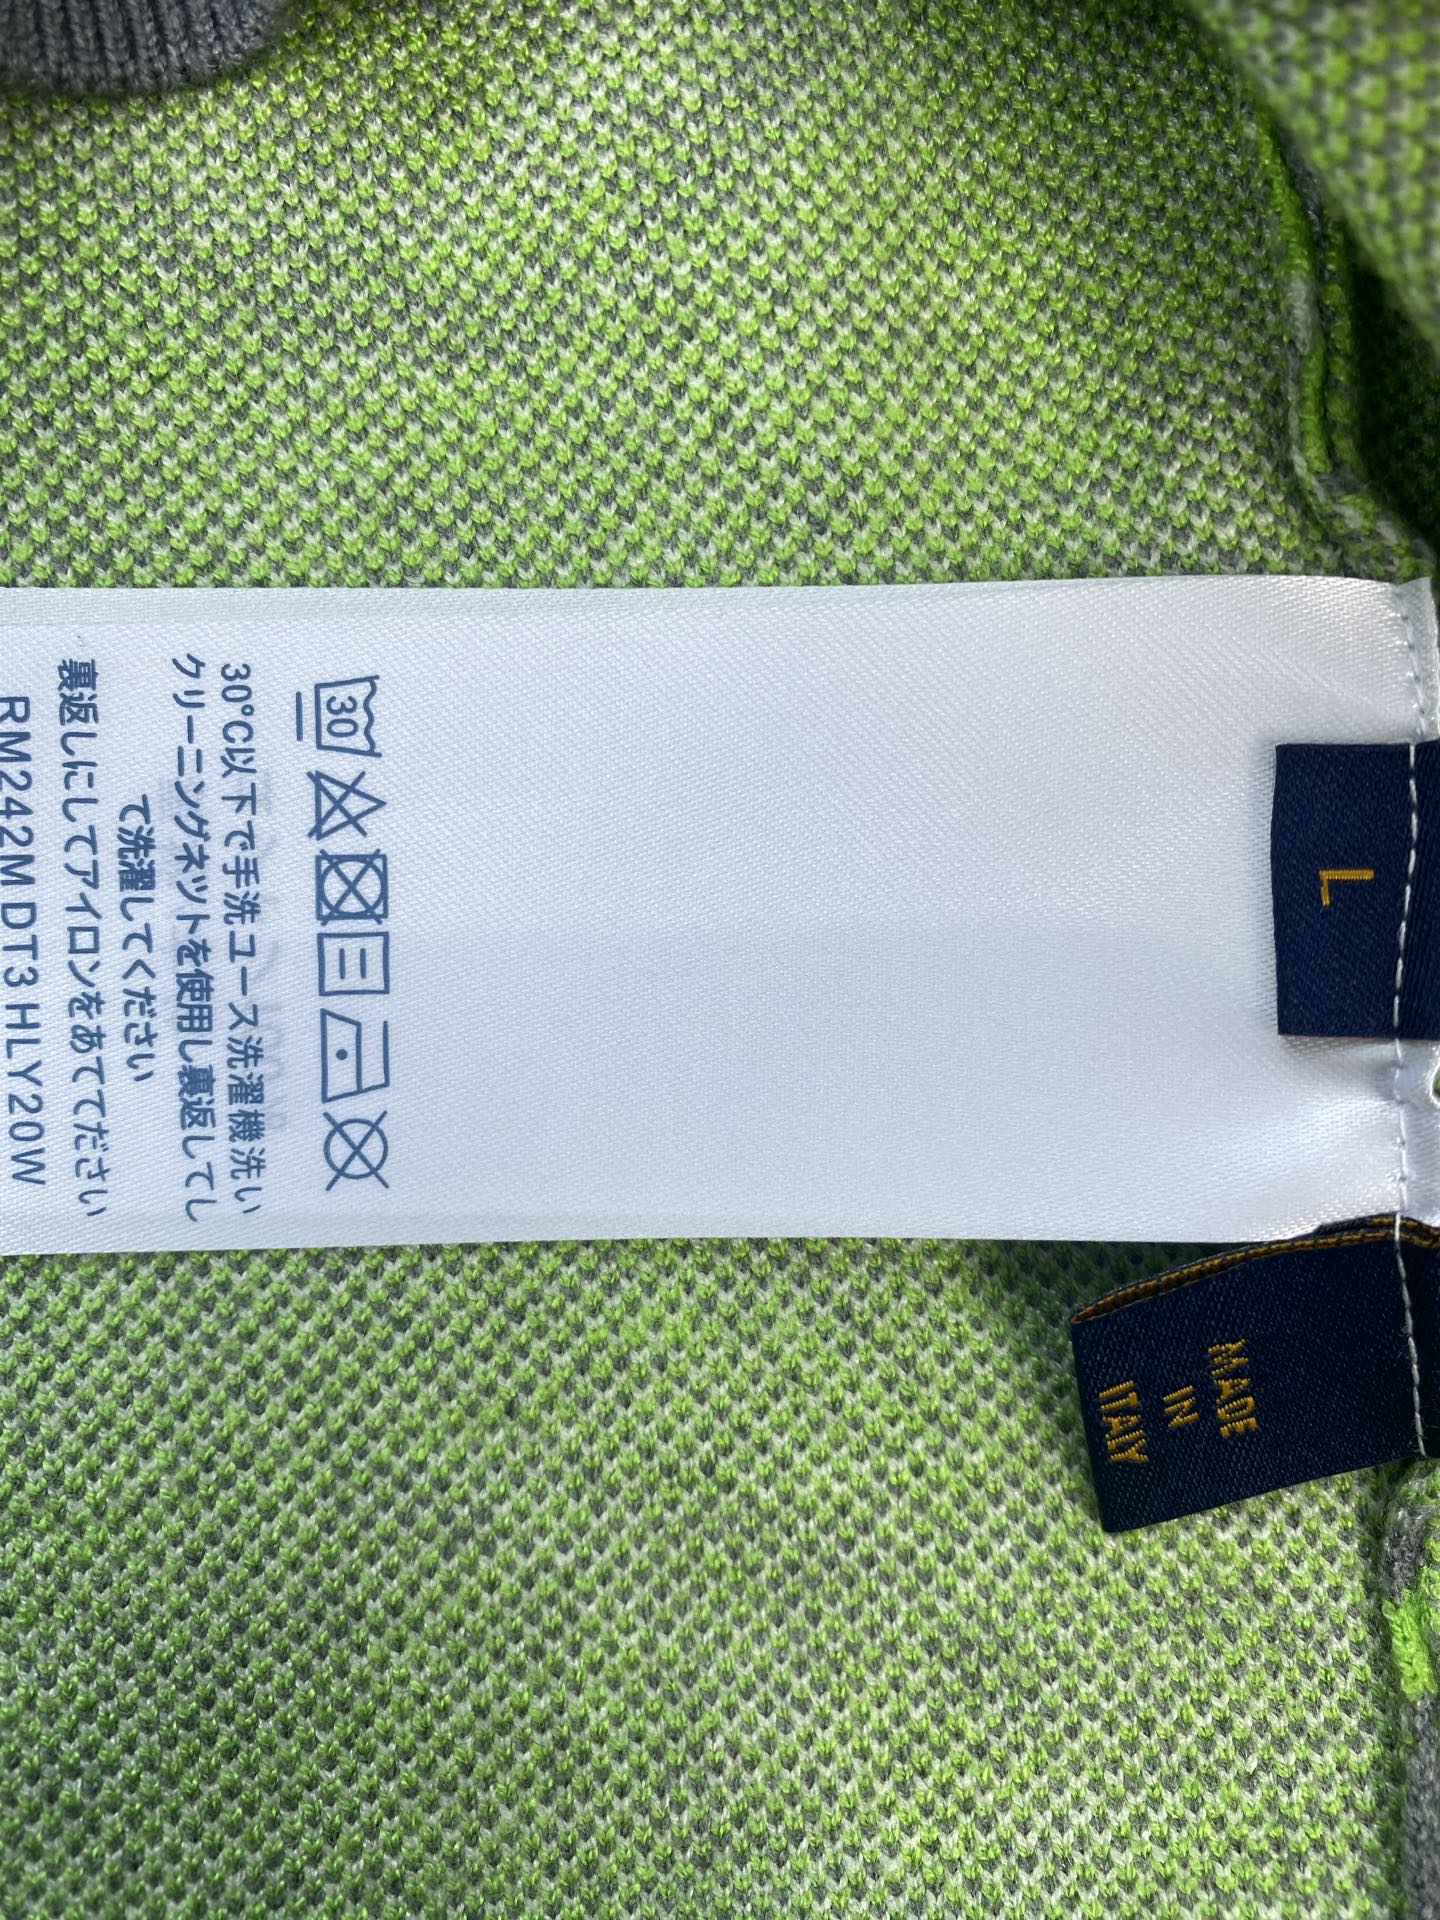 L
MADE
IN
ITALY
30
30°C以下で手洗ユース洗濯機洗い
クリーニングネットを使用し裏返してし
て洗濯してください
裏返しにしてアイロンをあててださい
RM242M DT3 HLY20W